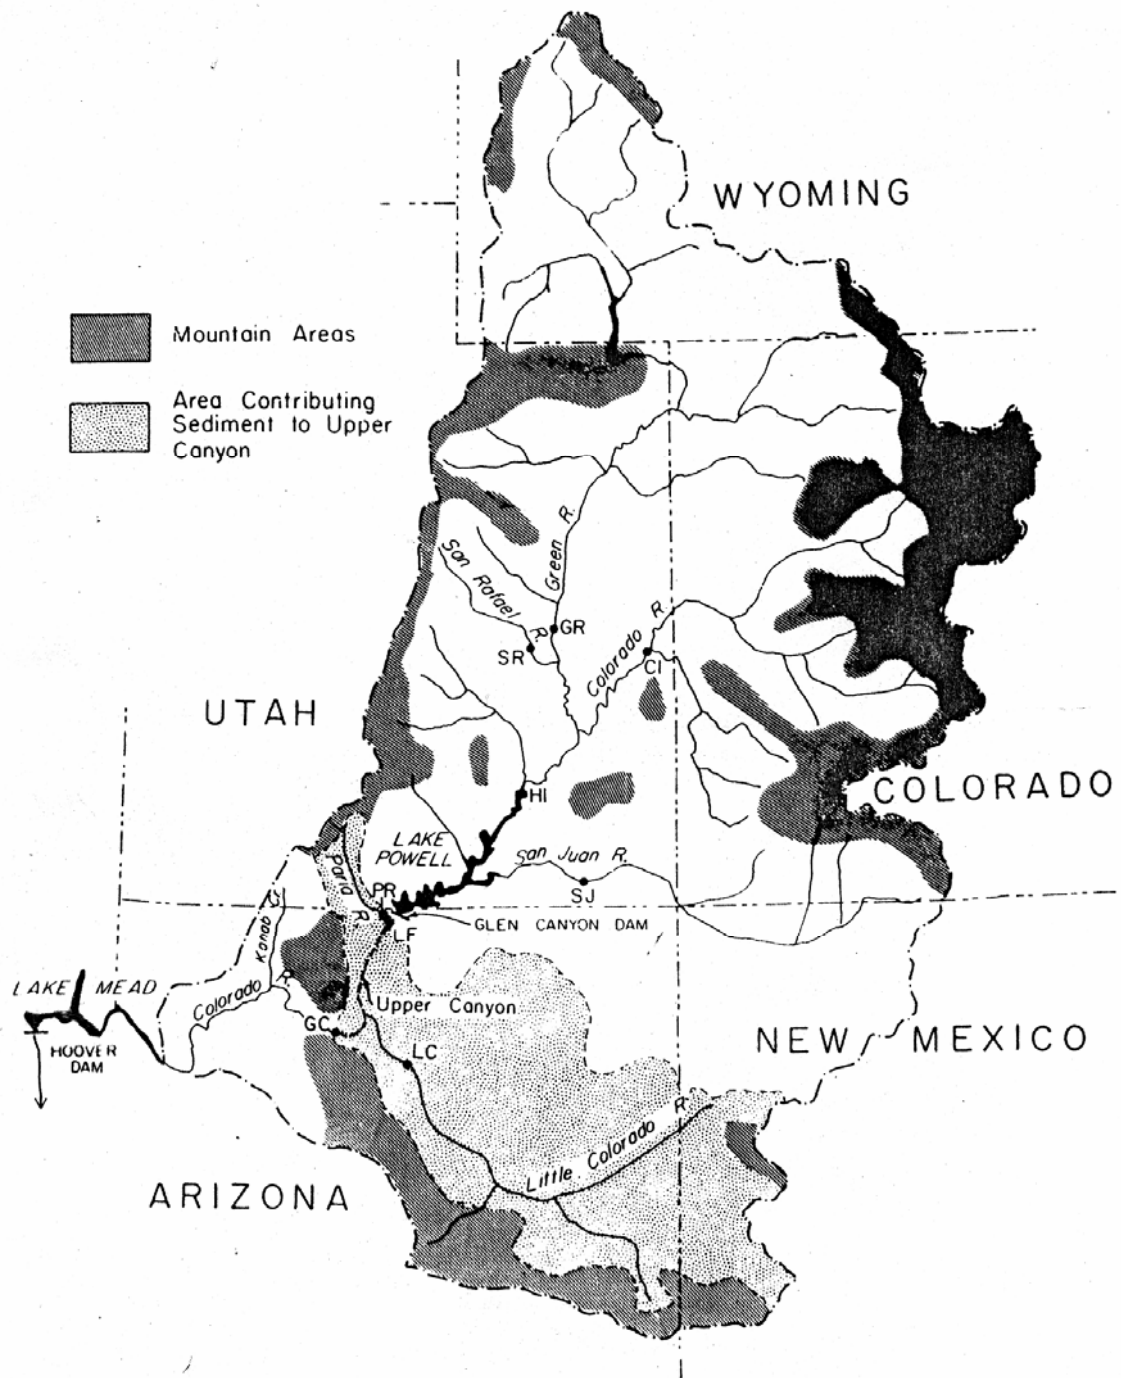 WYOMING
Mountain Areas
Area Contributing
Sediment to Upper
Canyon
Green R.
San Rafael R.
GR
SR
Colorado R.
CI
UTAH
COLORADO
HI
LAKE
POWELL
San Juan R.
SJ
Paria R.
PR
GLEN CANYON DAM
LF
Kanab Cr.
LAKE MEAD
Colorado R.
Upper Canyon
GC
HOOVER
DAM
LC
NEW MEXICO
Little Colorado R.
ARIZONA